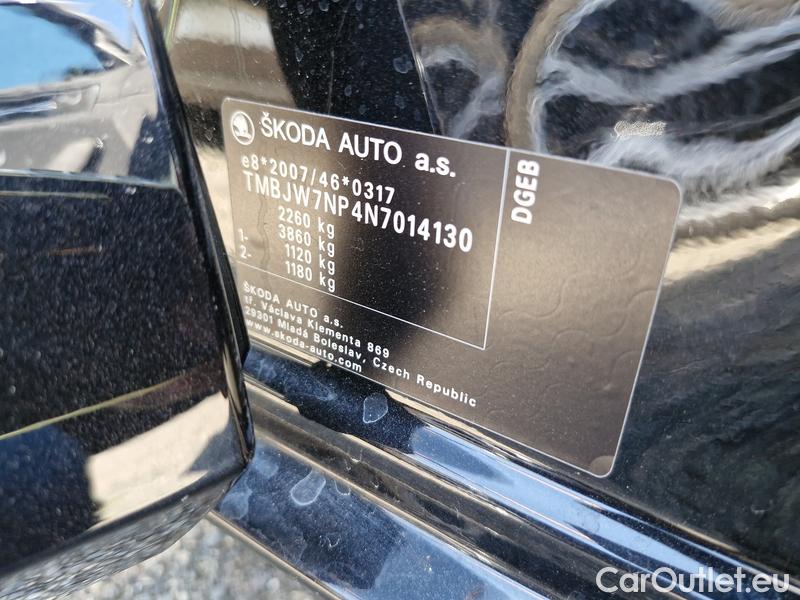 ŠKODA AUTO a.s.
e8*2007/46*0317
TMBJW7NP4N7014130
2260 kg
3860 kg
1- 1120 kg
2- 1180 kg
DGEB
ŠKODA AUTO a.s.
tř. Václava Klementa 869
29301 Mladá Boleslav, Czech Republic
www.skoda-auto.com
CarOutlet.eu